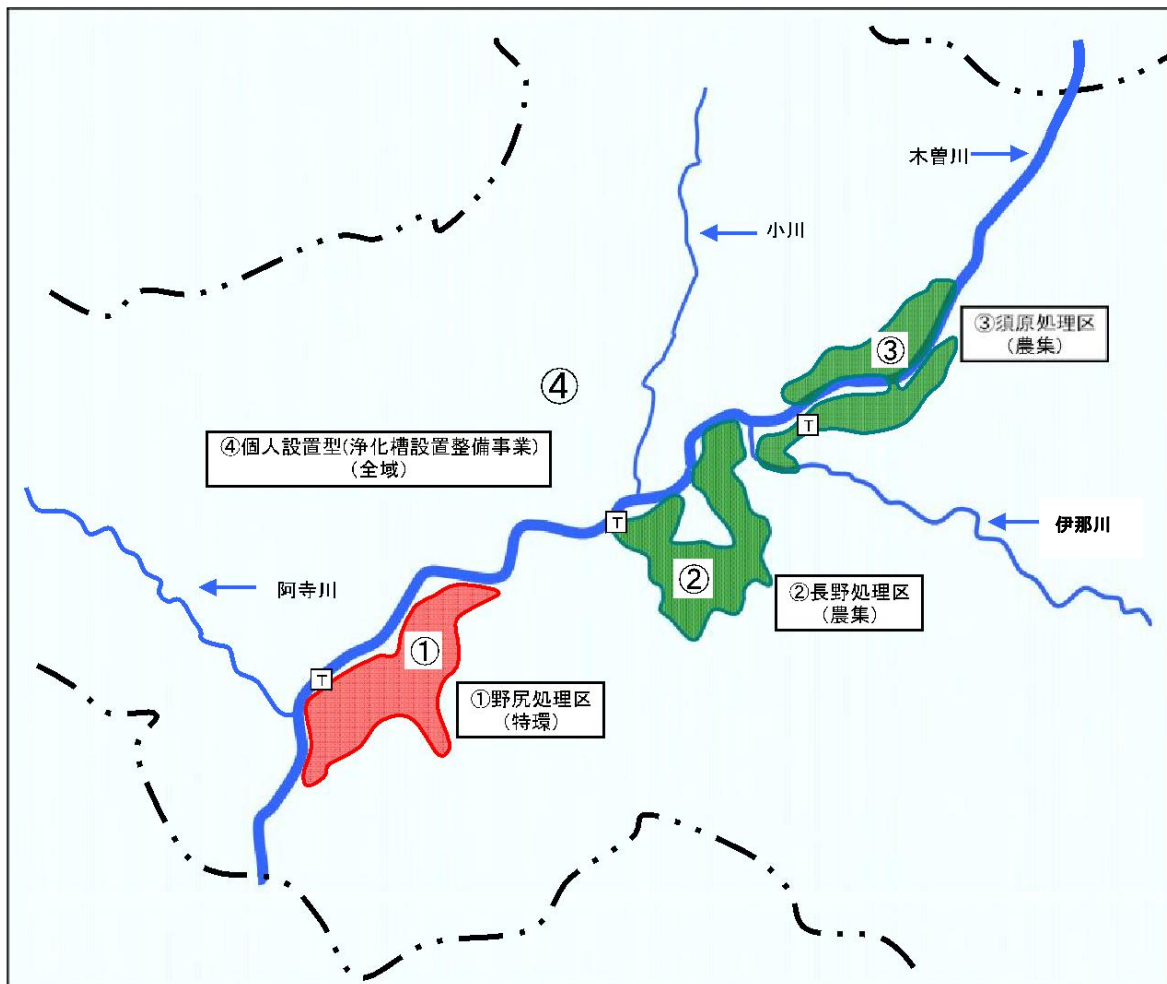 木曽川
小川
③須原処理区
(農集)
③
④
T
④個人設置型(浄化槽設置整備事業)
(全域)
T
伊那川
阿寺川
②
②長野処理区
(農集)
①
T
①野尻処理区
(特環)